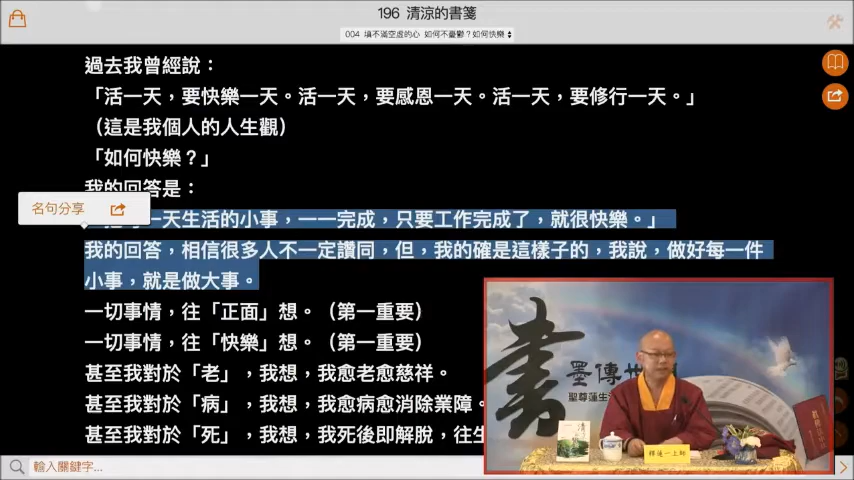 196 清涼的書箋
004 填不滿空虛的心 如何不憂鬱？如何快樂
過去我曾經說：
「活一天，要快樂一天。活一天，要感恩一天。活一天，要修行一天。」
（這是我個人的人生觀）
「如何快樂？」
我的回答是：
名句分享
一天生活的小事，一一完成，只要工作完成了，就很快樂。」
我的回答，相信很多人不一定讚同，但，我的確是這樣子的，我說，做好每一件
小事，就是做大事。
一切事情，往「正面」想。（第一重要）
一切事情，往「快樂」想。（第一重要）
甚至我對於「老」，我想，我愈老愈慈祥。
甚至我對於「病」，我想，我愈病愈消除業障。
甚至我對於「死」，我想，我死後即解脫，往生
書
墨傳世
聖尊蓮生活
釋蓮一上師
輸入關鍵字...